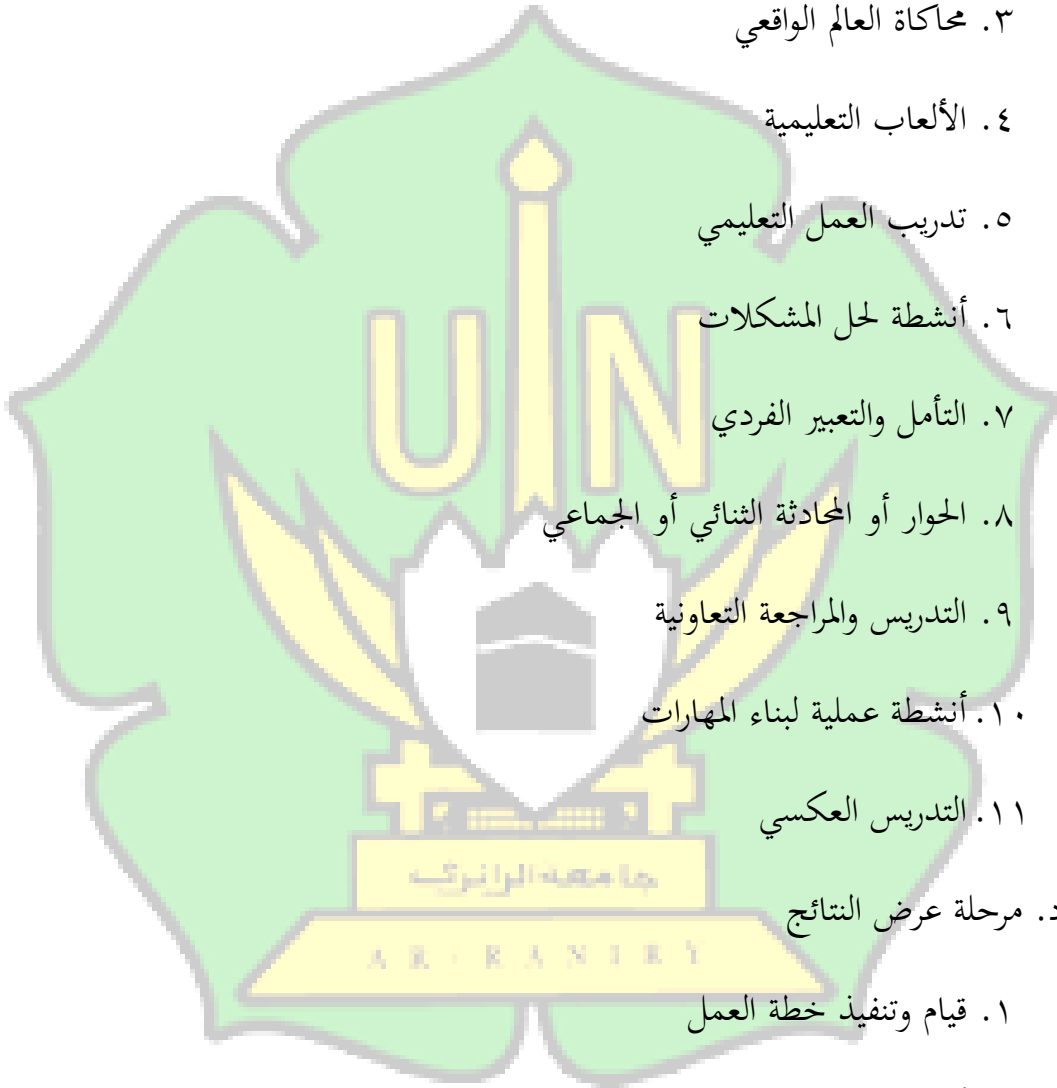 ٣. محاكاة العالم الواقعي
٤. الألعاب التعليمية
٥. تدريب العمل التعليمي
٦. أنشطة لحل المشكلات
٧. التأمل والتعبير الفردي
٨. الحوار أو المحادثة الثنائي أو الجماعي
٩. التدريس والمراجعة التعاونية
١٠. أنشطة عملية لبناء المهارات
١١. التدريس العكسي
د. مرحلة عرض النتائج
١. قيام وتنفيذ خطة العمل
UIN
جامعة الرانري
AR-RANIRY